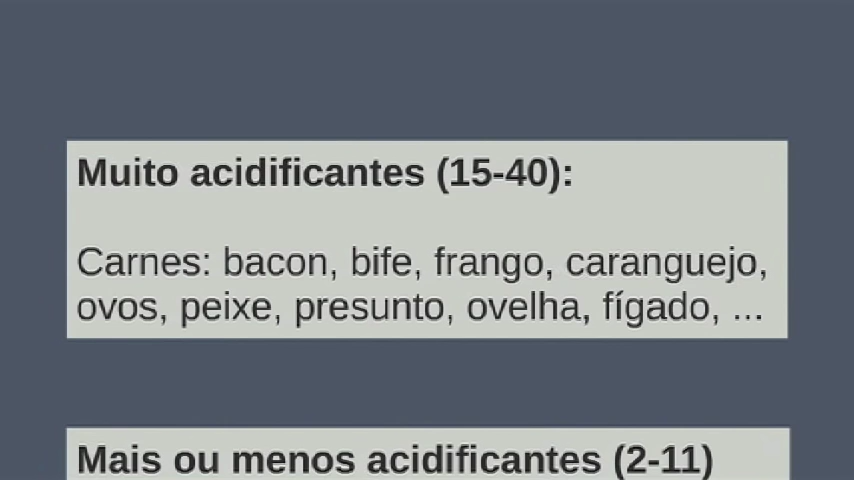 Muito acidificantes (15-40):
Carnes: bacon, bife, frango, caranguejo,
ovos, peixe, presunto, ovelha, fígado, ...
Mais ou menos acidificantes (2-11)